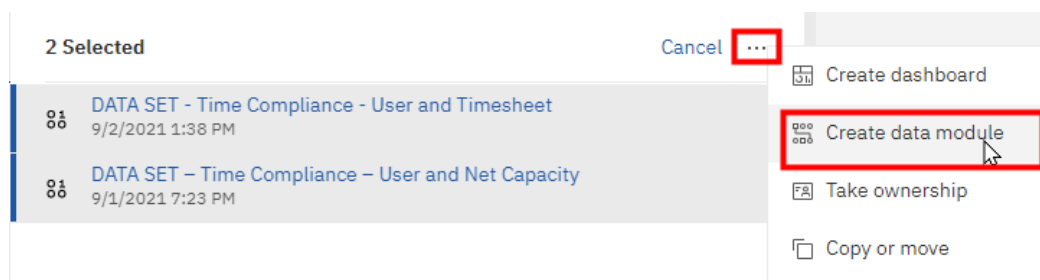 2 Selected
Cancel ...
DATA SET - Time Compliance - User and Timesheet
9/2/2021 1:38 PM
DATA SET – Time Compliance – User and Net Capacity
9/1/2021 7:23 PM
Create dashboard
Create data module
Take ownership
Copy or move